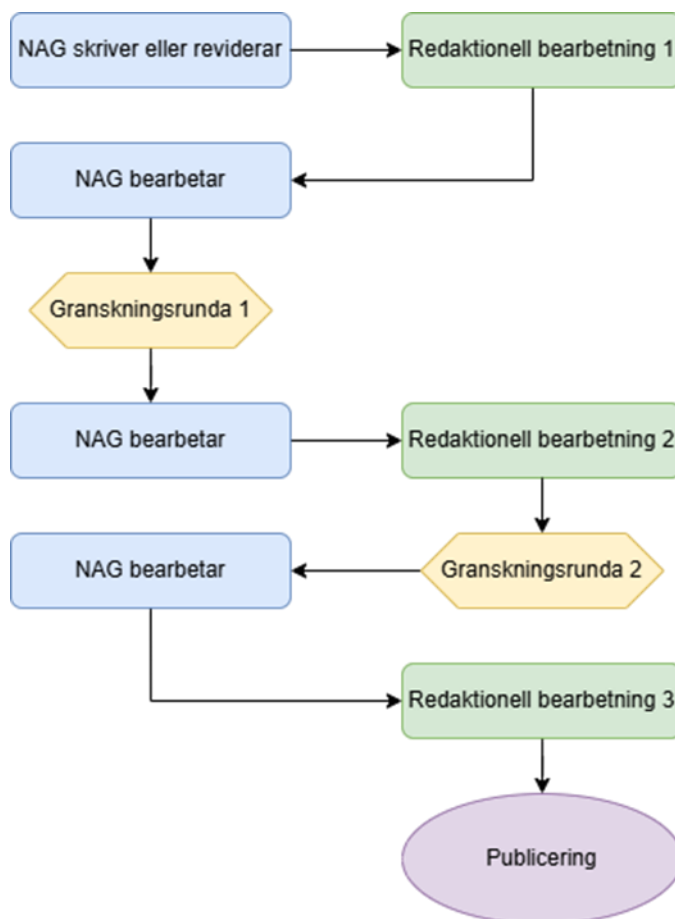 NAG skriver eller reviderar
Redaktionell bearbetning 1
NAG bearbetar
Granskningsrunda 1
NAG bearbetar
Redaktionell bearbetning 2
NAG bearbetar
Granskningsrunda 2
Redaktionell bearbetning 3
Publicering